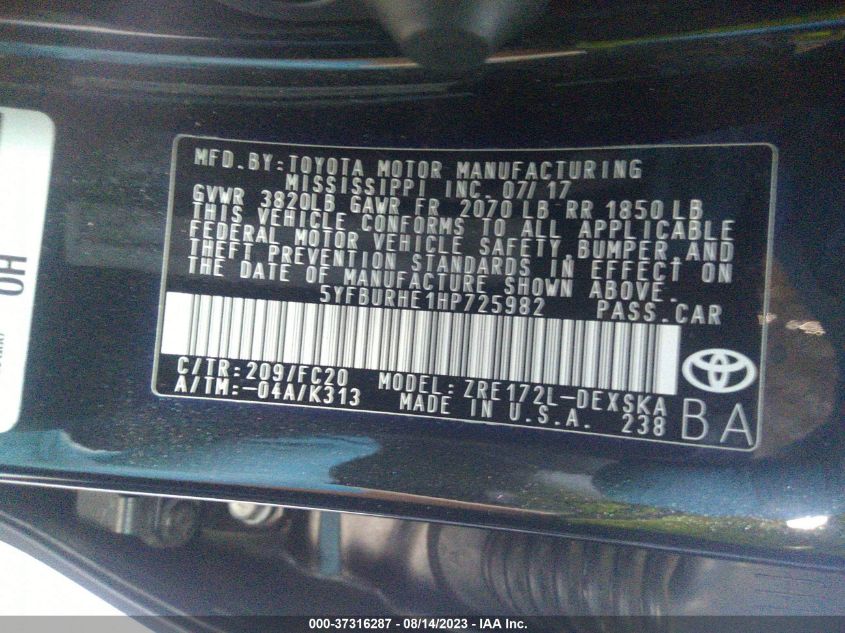 MFD.BY:TOYOTA MOTOR MANUFACTURING
MISSISSIPPI INC. 07/17
GVWR 3820LB GAWR FR 2070 LB RR 1850 LB
THIS VEHICLE CONFORMS TO ALL APPLICABLE
FEDERAL MOTOR VEHICLE SAFETY,BUMPER,AND
THEFT PREVENTION STANDARDS IN EFFECT ON
THE DATE OF MANUFACTURE SHOWN ABOVE.
5YFBURHE1HP725982 PASS.CAR
C/TR:209/FC20 MODEL:ZRE172L-DEXSKA
A/TM:-04A/K313 MADE IN U.S.A. 238
BA
HO
000-37316287 - 08/14/2023 - IAA Inc.